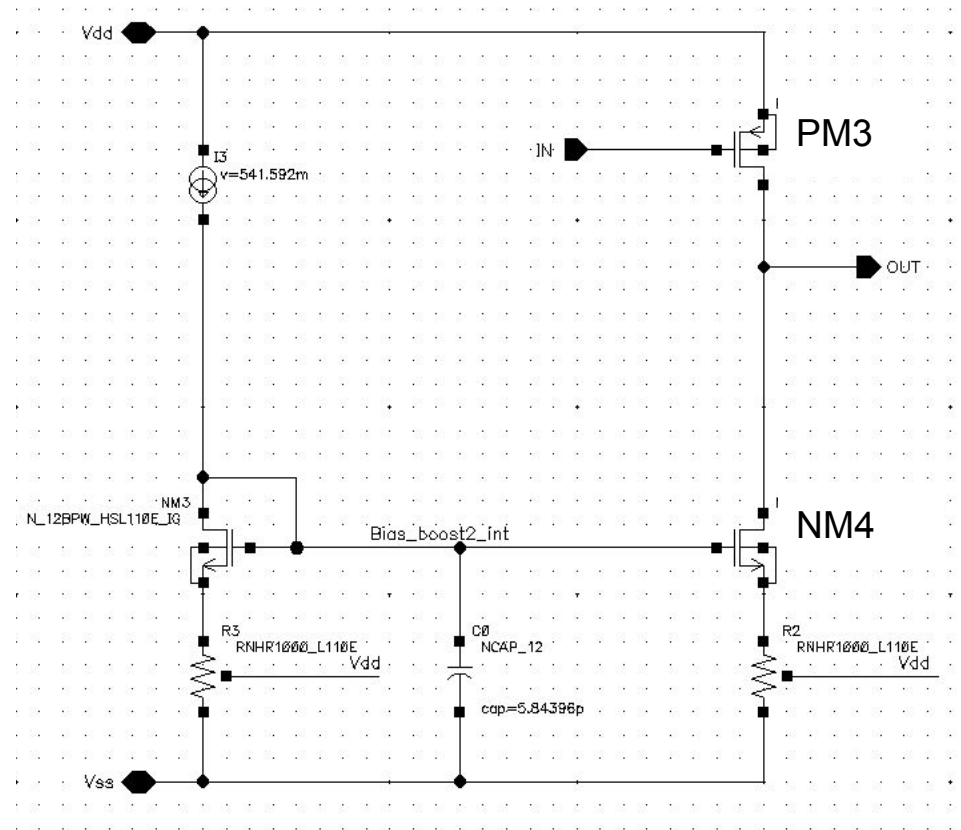 Vdd
PM3
IN
I3
v=541.592m
OUT
NM3
N_12BPW_HSL110E_IG
Bias_boost2_int
NM4
R3
RNHR1000_L110E
Vdd
C0
NCAP_12
cap=5.84396p
R2
RNHR1000_L110E
Vdd
Vss